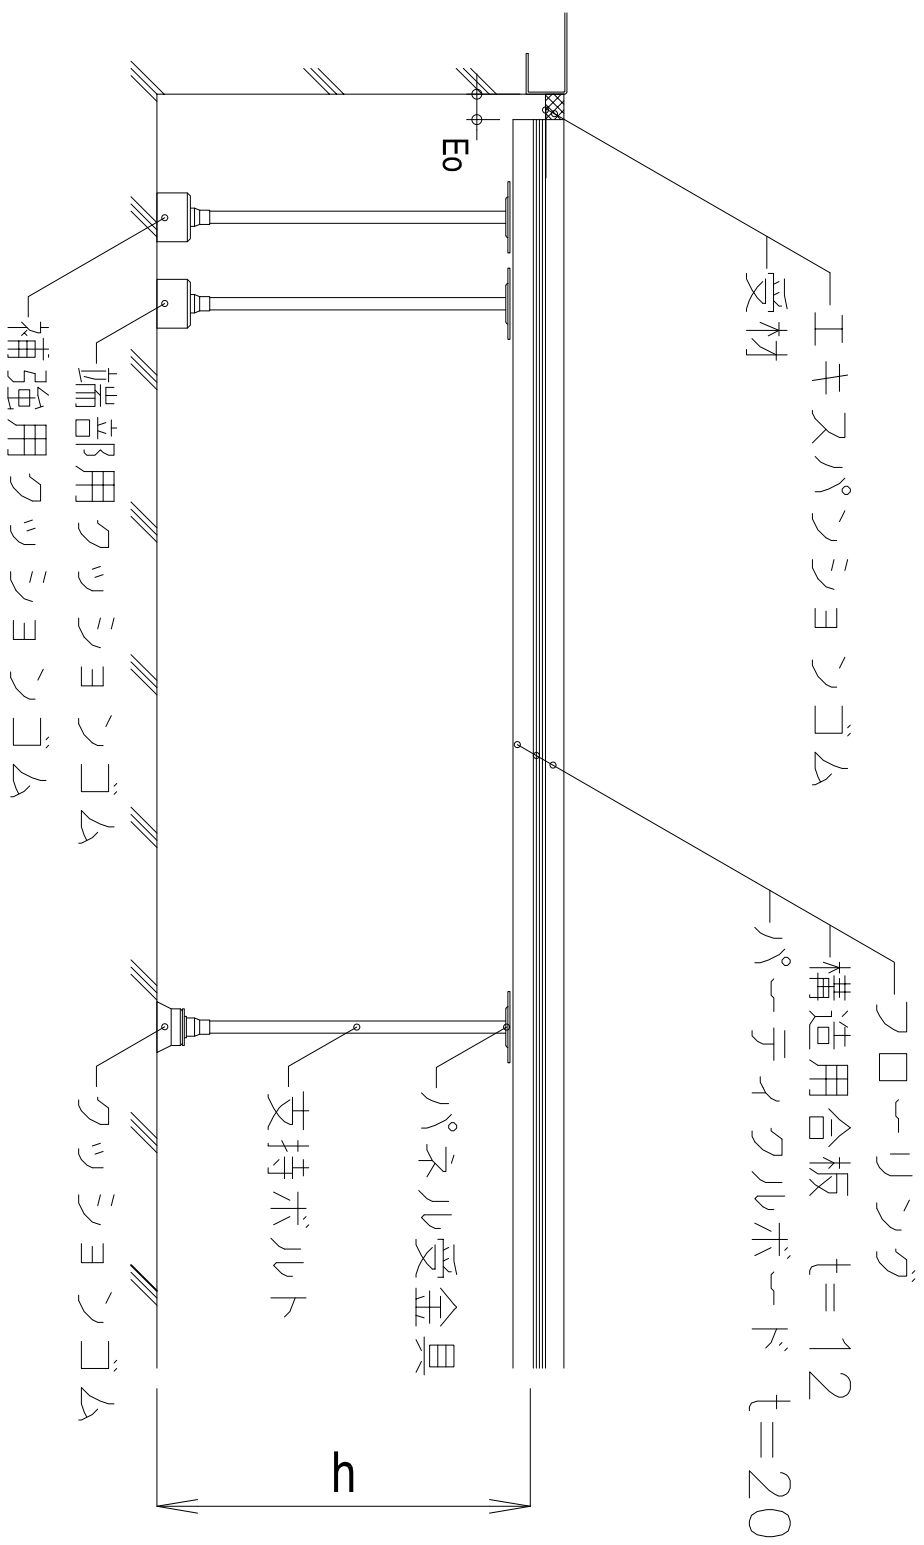 エキスパンションゴム
受材
フローリング
構造用合板 t=12
パーティクルボード t=20
Eo
パネル受金具
支持ボルト
クッションゴム
端部用クッションゴム
補強用クッションゴム
h